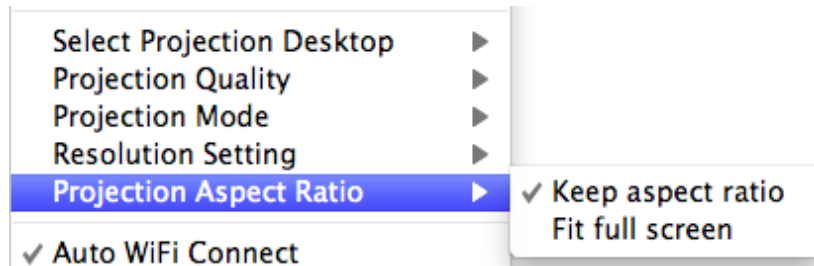 Select Projection Desktop
Projection Quality
Projection Mode
Resolution Setting
Projection Aspect Ratio
Keep aspect ratio
Fit full screen
Auto WiFi Connect